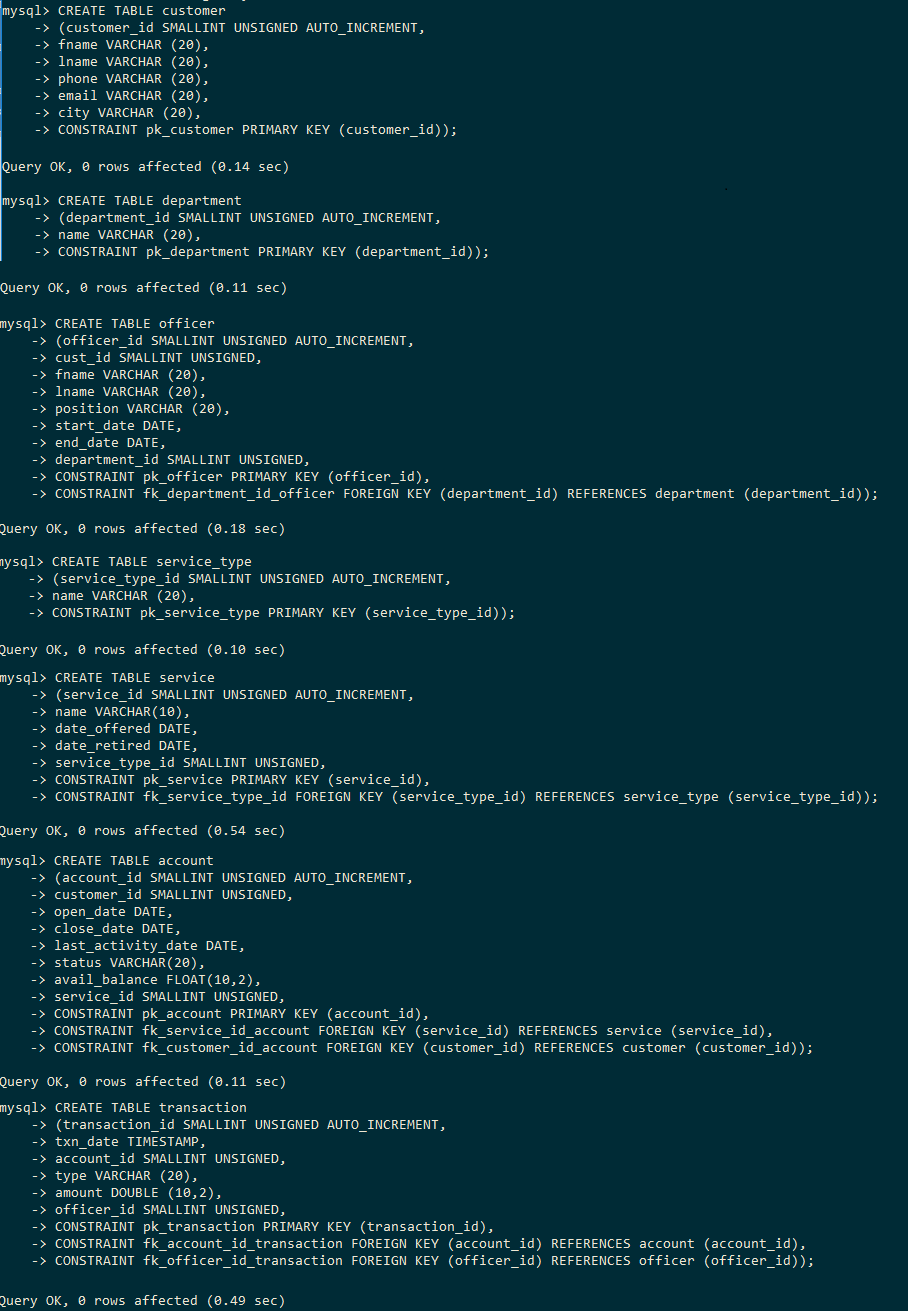 mysql> CREATE TABLE customer
-> (customer_id SMALLINT UNSIGNED AUTO_INCREMENT,
-> fname VARCHAR (20),
-> lname VARCHAR (20),
-> phone VARCHAR (20),
-> email VARCHAR (20),
-> city VARCHAR (20),
-> CONSTRAINT pk_customer PRIMARY KEY (customer_id));
Query OK, 0 rows affected (0.14 sec)
mysql> CREATE TABLE department
-> (department_id SMALLINT UNSIGNED AUTO_INCREMENT,
-> name VARCHAR (20),
-> CONSTRAINT pk_department PRIMARY KEY (department_id));
Query OK, 0 rows affected (0.11 sec)
mysql> CREATE TABLE officer
-> (officer_id SMALLINT UNSIGNED AUTO_INCREMENT,
-> cust_id SMALLINT UNSIGNED,
-> fname VARCHAR (20),
-> lname VARCHAR (20),
-> position VARCHAR (20),
-> start_date DATE,
-> end_date DATE,
-> department_id SMALLINT UNSIGNED,
-> CONSTRAINT pk_officer PRIMARY KEY (officer_id),
-> CONSTRAINT fk_department_id_officer FOREIGN KEY (department_id) REFERENCES department (department_id));
Query OK, 0 rows affected (0.18 sec)
mysql> CREATE TABLE service_type
-> (service_type_id SMALLINT UNSIGNED AUTO_INCREMENT,
-> name VARCHAR (20),
-> CONSTRAINT pk_service_type PRIMARY KEY (service_type_id));
Query OK, 0 rows affected (0.10 sec)
mysql> CREATE TABLE service
-> (service_id SMALLINT UNSIGNED AUTO_INCREMENT,
-> name VARCHAR(10),
-> date_offered DATE,
-> date_retired DATE,
-> service_type_id SMALLINT UNSIGNED,
-> CONSTRAINT pk_service PRIMARY KEY (service_id),
-> CONSTRAINT fk_service_type_id FOREIGN KEY (service_type_id) REFERENCES service_type (service_type_id));
Query OK, 0 rows affected (0.54 sec)
mysql> CREATE TABLE account
-> (account_id SMALLINT UNSIGNED AUTO_INCREMENT,
-> customer_id SMALLINT UNSIGNED,
-> open_date DATE,
-> close_date DATE,
-> last_activity_date DATE,
-> status VARCHAR(20),
-> avail_balance FLOAT(10,2),
-> service_id SMALLINT UNSIGNED,
-> CONSTRAINT pk_account PRIMARY KEY (account_id),
-> CONSTRAINT fk_service_id_account FOREIGN KEY (service_id) REFERENCES service (service_id),
-> CONSTRAINT fk_customer_id_account FOREIGN KEY (customer_id) REFERENCES customer (customer_id));
Query OK, 0 rows affected (0.11 sec)
mysql> CREATE TABLE transaction
-> (transaction_id SMALLINT UNSIGNED AUTO_INCREMENT,
-> txn_date TIMESTAMP,
-> account_id SMALLINT UNSIGNED,
-> type VARCHAR (20),
-> amount DOUBLE (10,2),
-> officer_id SMALLINT UNSIGNED,
-> CONSTRAINT pk_transaction PRIMARY KEY (transaction_id),
-> CONSTRAINT fk_account_id_transaction FOREIGN KEY (account_id) REFERENCES account (account_id),
-> CONSTRAINT fk_officer_id_transaction FOREIGN KEY (officer_id) REFERENCES officer (officer_id));
Query OK, 0 rows affected (0.49 sec)